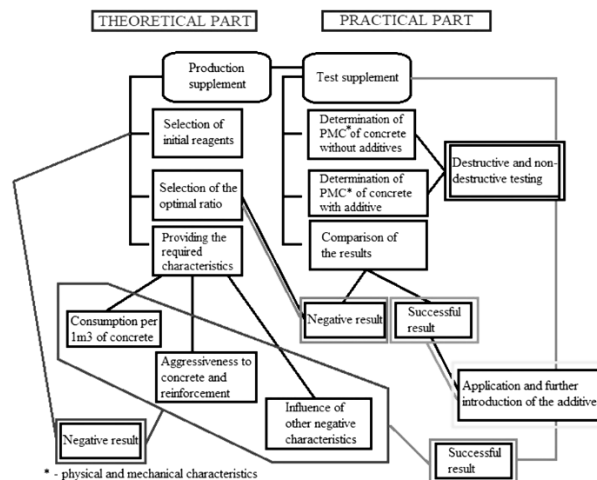 THEORETICAL PART
PRACTICAL PART
Production
supplement
Test supplement
Selection of
initial reagents
Determination of
PMC* of concrete
without additives
Destructive and non-
destructive testing
Selection of the
optimal ratio
Determination of
PMC* of concrete
with additive
Providing the
required
characteristics
Comparison of
the results
Consumption per
1m3 of concrete
Negative result
Successful
result
Aggressiveness to
concrete and
reinforcement
Application and further
introduction of the additive
Influence of
other negative
characteristics
Negative result
Successful
result
* - physical and mechanical characteristics